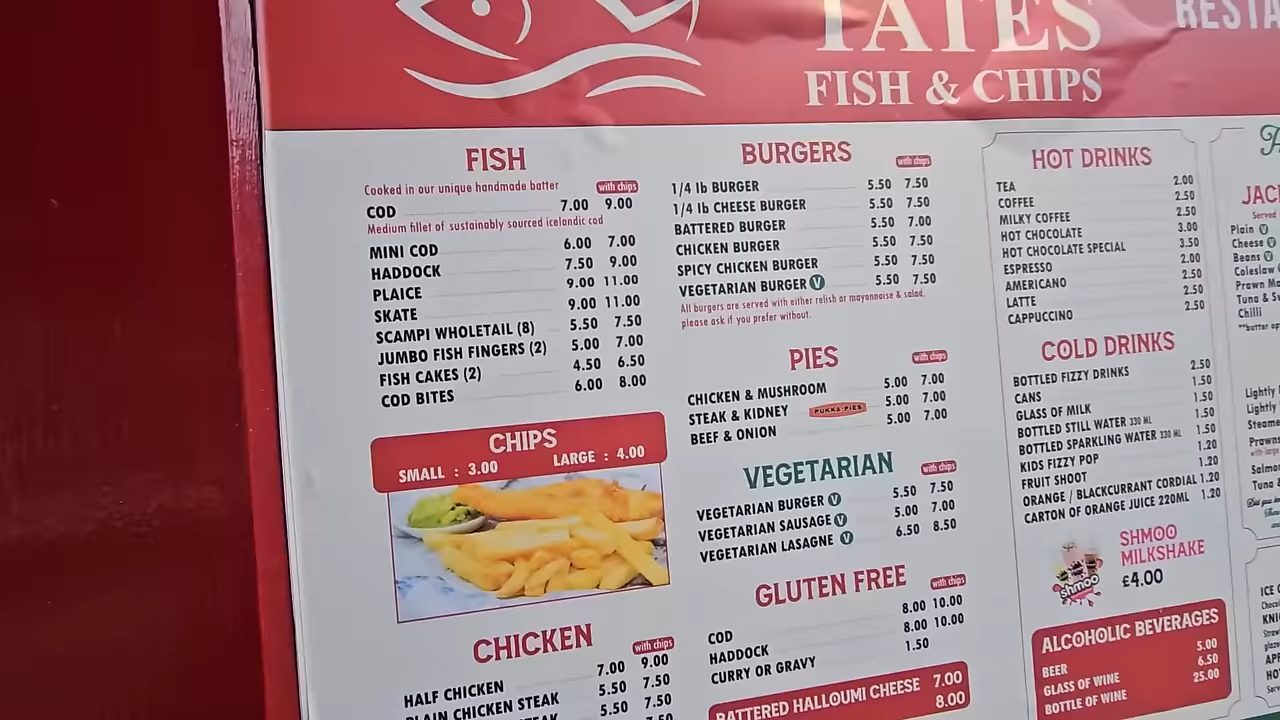 TATES
RESTA
FISH & CHIPS
FISH
Cooked in our unique handmade batter with chips
COD 7.00 9.00
Medium fillet of sustainably sourced icelandic cod
MINI COD 6.00 7.00
HADDOCK 7.50 9.00
PLAICE 9.00 11.00
SKATE 9.00 11.00
SCAMPI WHOLETAIL (8) 5.50 7.50
JUMBO FISH FINGERS (2) 5.00 7.00
FISH CAKES (2) 4.50 6.50
COD BITES 6.00 8.00
CHIPS
SMALL : 3.00 LARGE : 4.00
CHICKEN
with chips
HALF CHICKEN 7.00 9.00
PLAIN CHICKEN STEAK 5.50 7.50
STEAK 5.50 7.50
BURGERS
with chips
1/4 lb BURGER 5.50 7.50
1/4 lb CHEESE BURGER 5.50 7.50
BATTERED BURGER 5.50 7.00
CHICKEN BURGER 5.50 7.50
SPICY CHICKEN BURGER 5.50 7.50
VEGETARIAN BURGER V 5.50 7.50
All burgers are served with either relish or mayonnaise & salad,
please ask if you prefer without.
PIES
with chips
CHICKEN & MUSHROOM 5.00 7.00
STEAK & KIDNEY PUKKA-PIES 5.00 7.00
BEEF & ONION 5.00 7.00
VEGETARIAN
with chips
VEGETARIAN BURGER V 5.50 7.50
VEGETARIAN SAUSAGE V 5.00 7.00
VEGETARIAN LASAGNE V 6.50 8.50
GLUTEN FREE
with chips
COD 8.00 10.00
HADDOCK 8.00 10.00
CURRY OR GRAVY 1.50
BATTERED HALLOUMI CHEESE 7.00
8.00
HOT DRINKS
TEA 2.00
COFFEE 2.50
MILKY COFFEE 2.50
HOT CHOCOLATE 3.00
HOT CHOCOLATE SPECIAL 3.50
ESPRESSO 2.00
AMERICANO 2.50
LATTE 2.50
CAPPUCCINO 2.50
COLD DRINKS
BOTTLED FIZZY DRINKS 2.50
CANS 1.50
GLASS OF MILK 1.50
BOTTLED STILL WATER 330 ML 1.50
BOTTLED SPARKLING WATER 330 ML 1.50
KIDS FIZZY POP 1.20
FRUIT SHOOT 1.20
ORANGE / BLACKCURRANT CORDIAL 1.20
CARTON OF ORANGE JUICE 220ML 1.20
shmoo
SHMOO
MILKSHAKE
£4.00
ALCOHOLIC BEVERAGES
BEER 5.00
GLASS OF WINE 6.50
BOTTLE OF WINE 25.00
JAC
Served
Plain V
Cheese V
Beans V
Coleslaw
Prawn Ma
Tuna & S
Chilli
**butter op
Lightly
Lightly
Steame
Prawn
with large
Salmo
Tuna &
ICE C
Choco
KNI
Straw
glaze